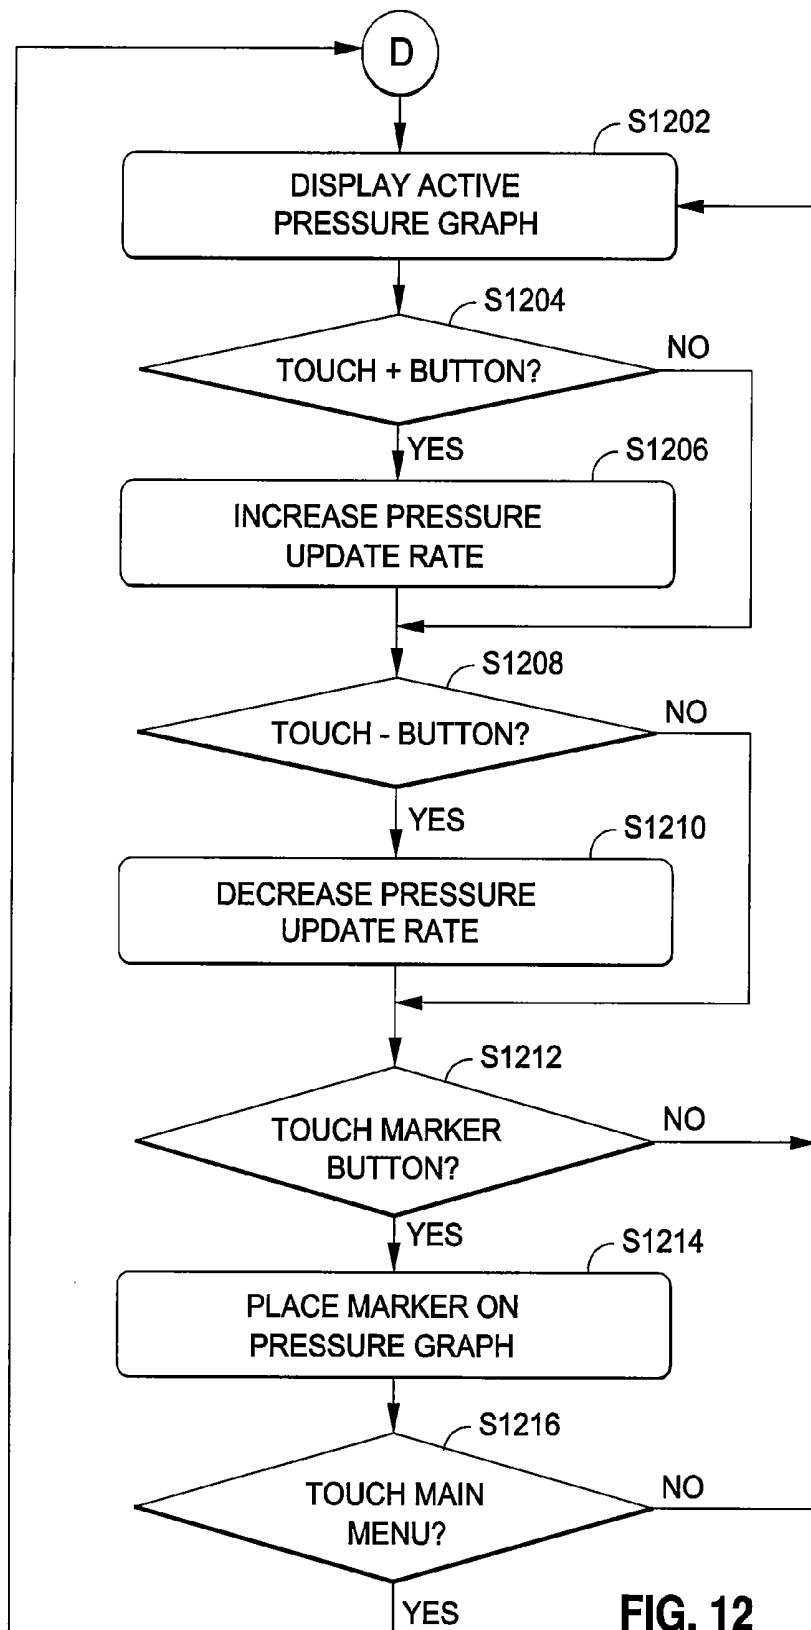 D
S1202
DISPLAY ACTIVE
PRESSURE GRAPH
S1204
TOUCH + BUTTON?
NO
YES
S1206
INCREASE PRESSURE
UPDATE RATE
S1208
TOUCH - BUTTON?
NO
YES
S1210
DECREASE PRESSURE
UPDATE RATE
S1212
TOUCH MARKER
BUTTON?
NO
YES
S1214
PLACE MARKER ON
PRESSURE GRAPH
S1216
TOUCH MAIN
MENU?
NO
YES
FIG. 12